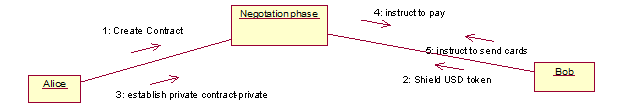 Negotation phase
4: instruct to pay
1: Create Contract
5: instruct to send cards
Alice
2: Shield USD token
Bob
3: establish private contract-private